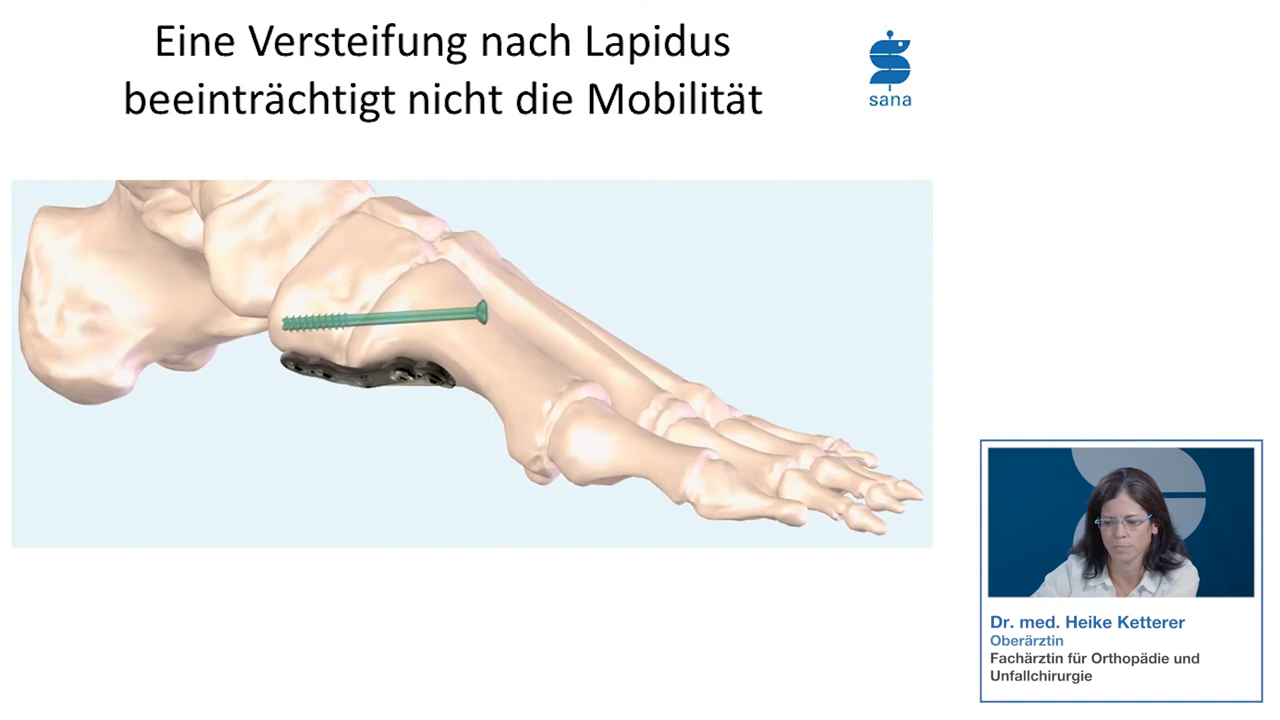 Eine Versteifung nach Lapidus
beeinträchtigt nicht die Mobilität
sana
Dr. med. Heike Ketterer
Oberärztin
Fachärztin für Orthopädie und
Unfallchirurgie